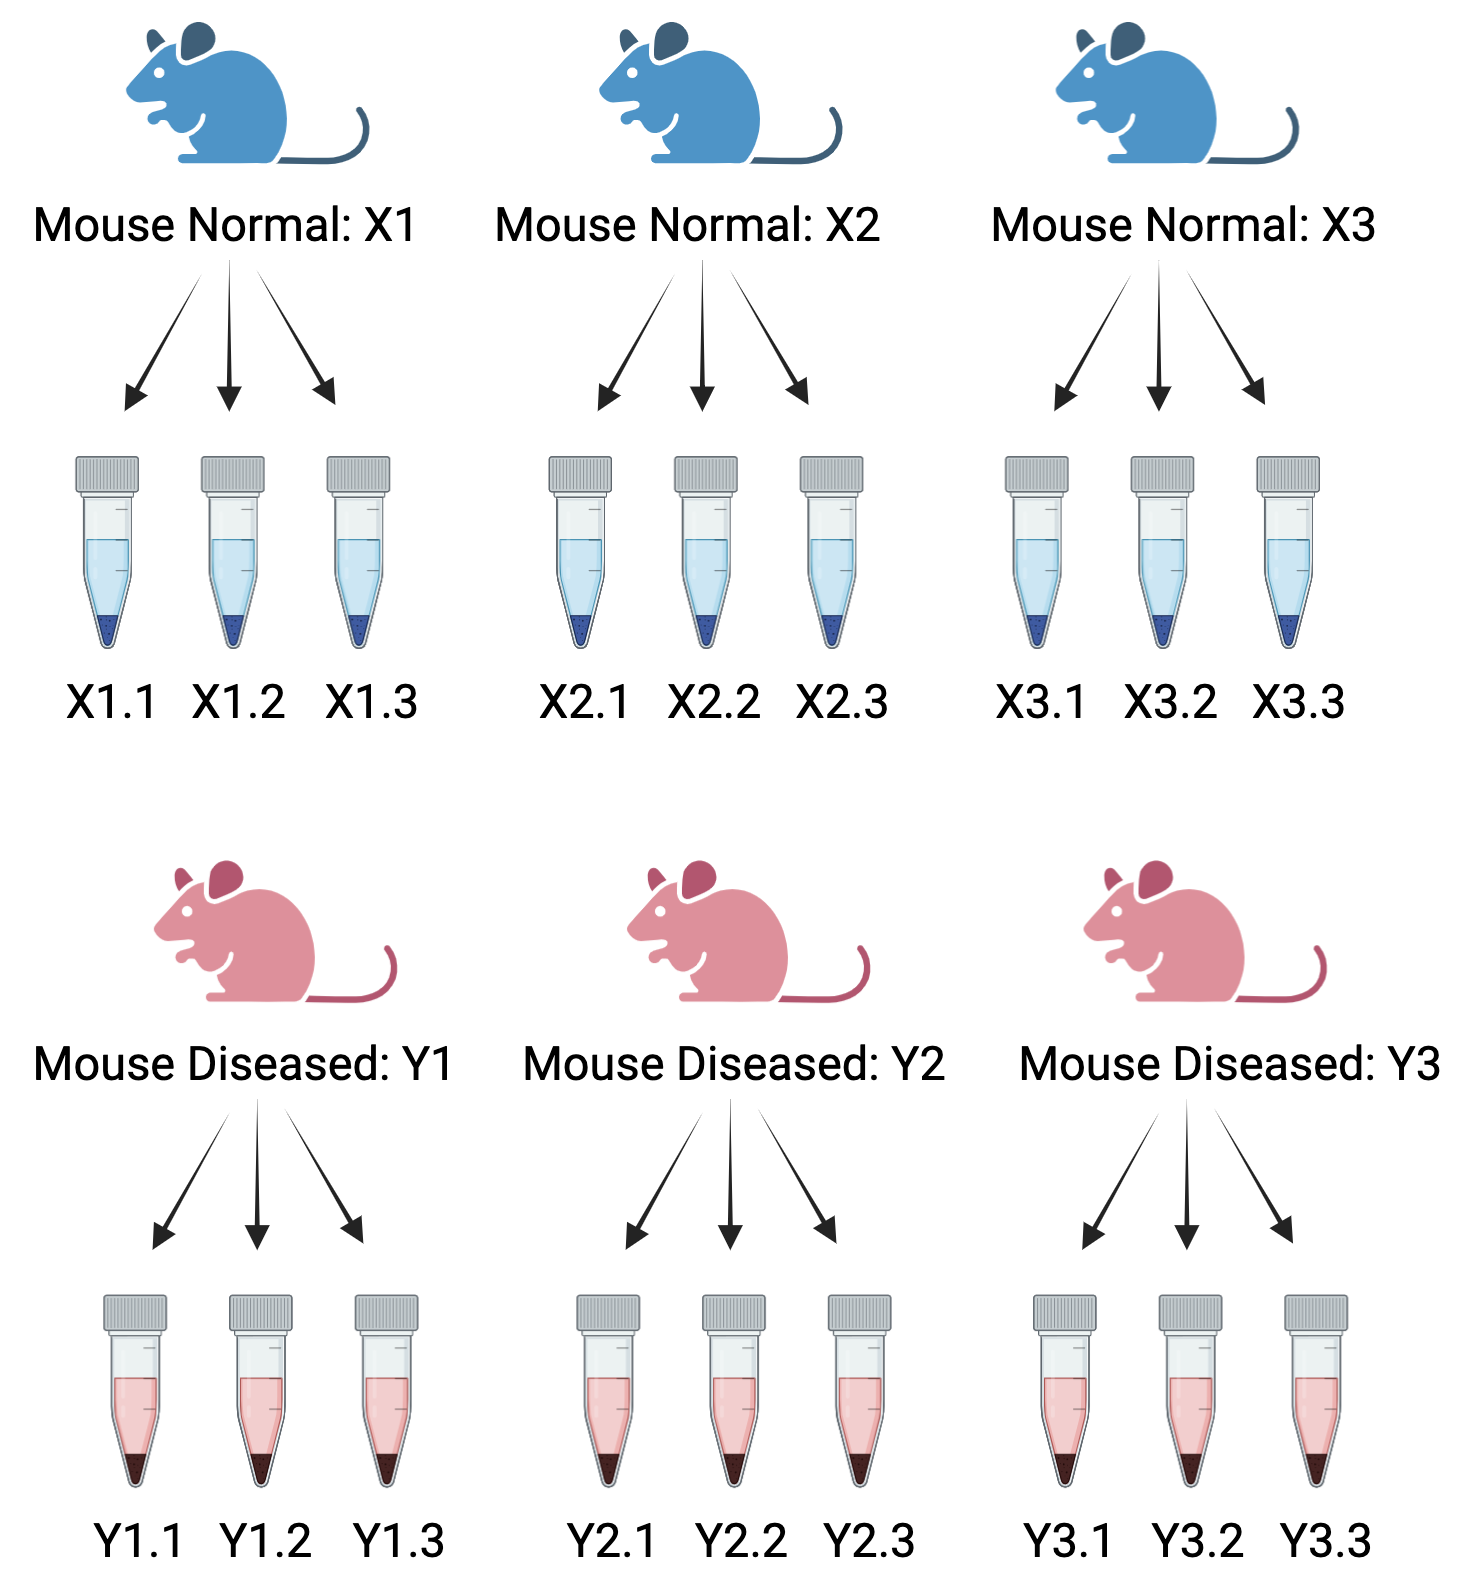 Mouse Normal: X1 Mouse Normal: X2 Mouse Normal: X3
X1.1 X1.2 X1.3 X2.1 X2.2 X2.3 X3.1 X3.2 X3.3
Mouse Diseased: Y1 Mouse Diseased: Y2 Mouse Diseased: Y3
Y1.1 Y1.2 Y1.3 Y2.1 Y2.2 Y2.3 Y3.1 Y3.2 Y3.3